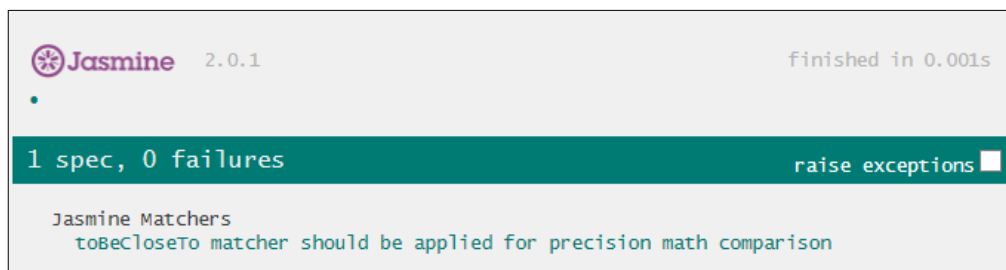 Jasmine 2.0.1 finished in 0.001s
•
1 spec, 0 failures raise exceptions
Jasmine Matchers
toBeCloseTo matcher should be applied for precision math comparison